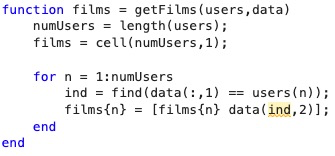 function films = getFilms(users,data)
numUsers = length(users);
films = cell(numUsers,1);
for n = 1:numUsers
ind = find(data(:,1) == users(n));
films{n} = [films{n} data(ind,2)];
end
end